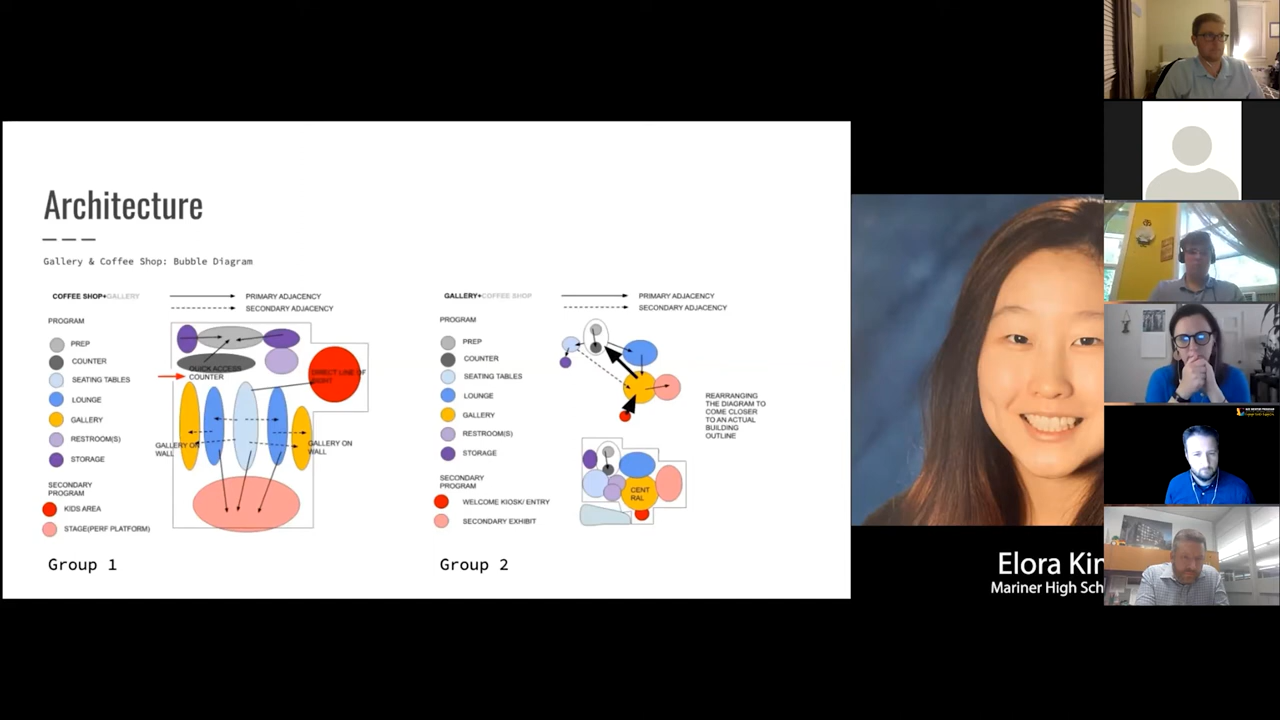 Architecture
Gallery & Coffee Shop: Bubble Diagram
COFFEE SHOP+GALLERY
PRIMARY ADJACENCY
SECONDARY ADJACENCY
PROGRAM
PREP
COUNTER
SEATING TABLES
LOUNGE
GALLERY
RESTROOM(S)
STORAGE
SECONDARY
PROGRAM
KIDS AREA
STAGE(PERF PLATFORM)
QUICK ACCESS
COUNTER
DIRECT LINE OF
SIGHT
GALLERY ON
WALL
GALLERY ON
WALL
Group 1
GALLERY+COFFEE SHOP
PRIMARY ADJACENCY
SECONDARY ADJACENCY
PROGRAM
PREP
COUNTER
SEATING TABLES
LOUNGE
GALLERY
RESTROOM(S)
STORAGE
SECONDARY
PROGRAM
WELCOME KIOSK/ ENTRY
SECONDARY EXHIBIT
CENT
RAL
REARRANGING
THE DIAGRAM TO
COME CLOSER
TO AN ACTUAL
BUILDING
OUTLINE
Group 2
Elora Kin
Mariner High Sch